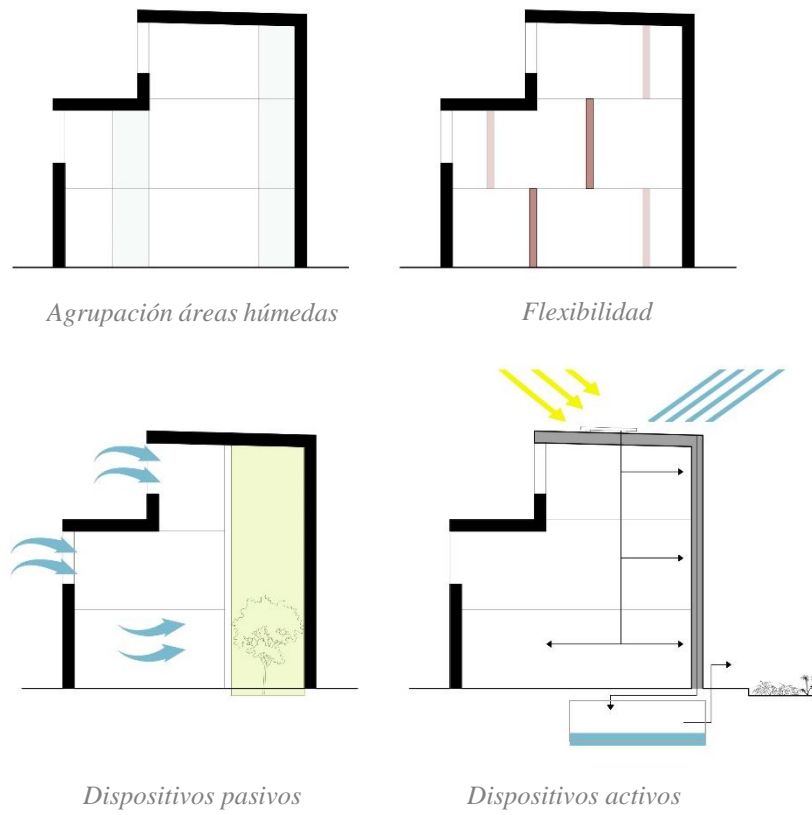 Agrupación áreas húmedas
Flexibilidad
Dispositivos pasivos
Dispositivos activos